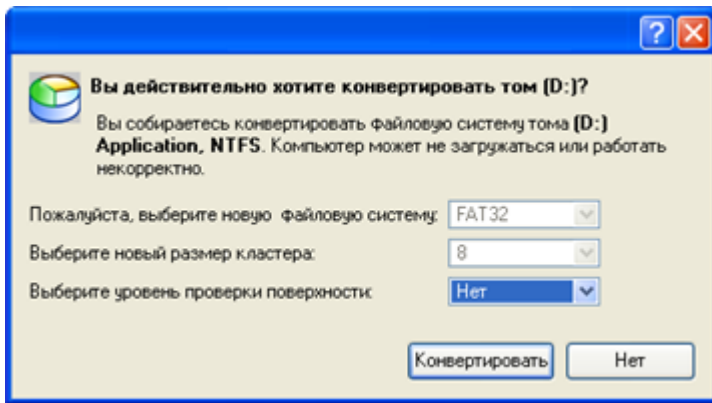 Вы действительно хотите конвертировать том (D:)?
Вы собираетесь конвертировать файловую систему тома (D:)
Application, NTFS. Компьютер может не загружаться или работать
некорректно.
Пожалуйста, выберите новую файловую систему: FAT32
Выберите новый размер кластера: 8
Выберите уровень проверки поверхности: Нет
Конвертировать Нет